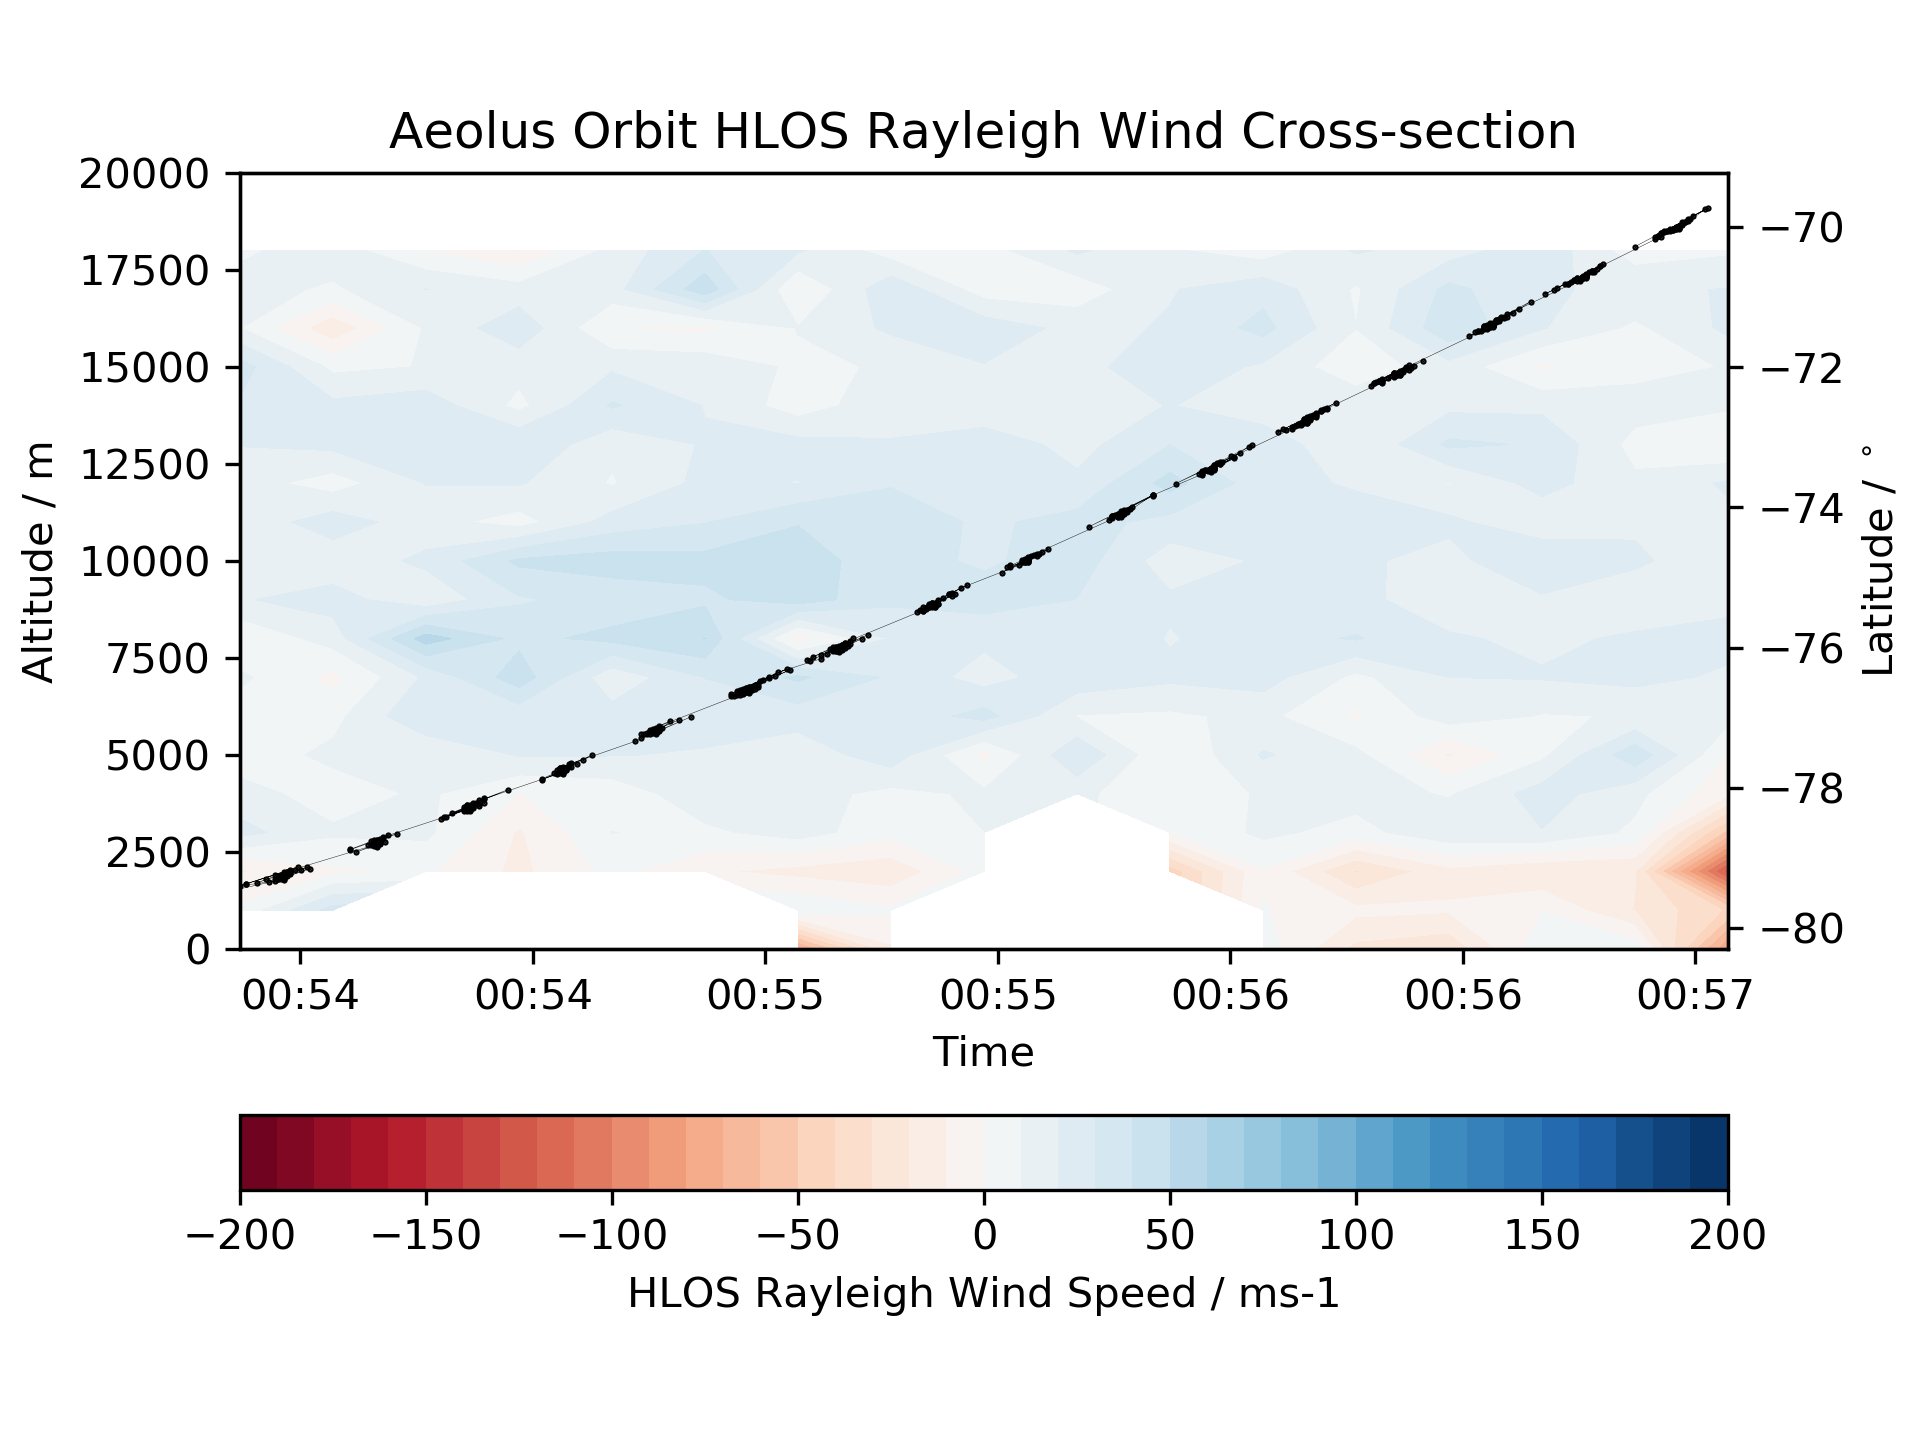 Aeolus Orbit HLOS Rayleigh Wind Cross-section
20000
17500
15000
12500
10000
7500
5000
2500
0
Altitude / m
−70
−72
−74
−76
−78
−80
Latitude / °
00:54 00:54 00:55 00:55 00:56 00:56 00:57
Time
−200 −150 −100 −50 0 50 100 150 200
HLOS Rayleigh Wind Speed / ms-1